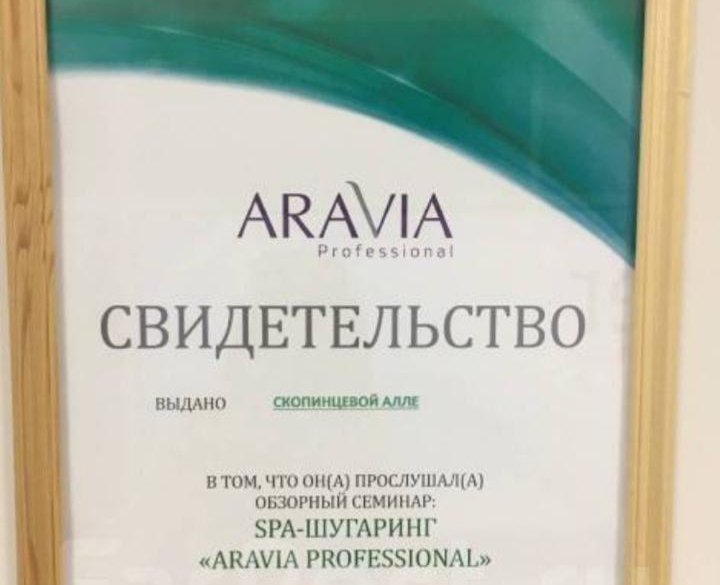 ARAVIA
Professional
СВИДЕТЕЛЬСТВО
ВЫДАНО СКОПИНЦЕВОЙ АЛЛЕ
В ТОМ, ЧТО ОН(А) ПРОСЛУШАЛ(А)
ОБЗОРНЫЙ СЕМИНАР:
SPA-ШУГАРИНГ
«ARAVIA PROFESSIONAL»